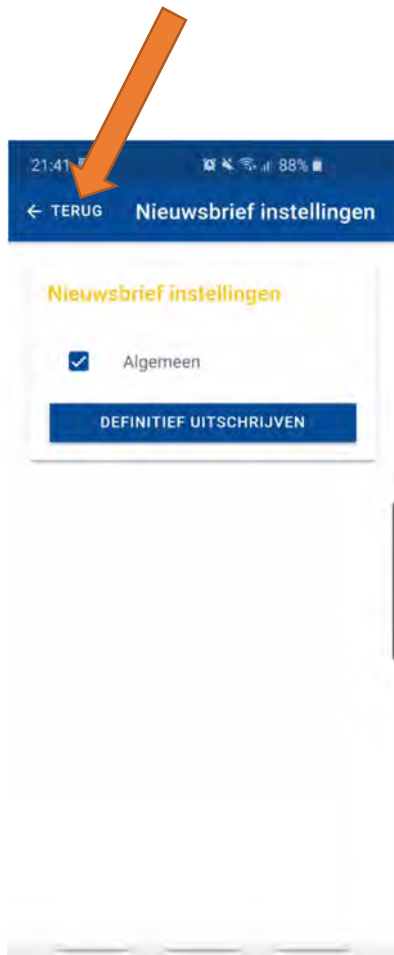 21:41 88%
← TERUG Nieuwsbrief instellingen
Nieuwsbrief instellingen
Algemeen
DEFINITIEF UITSCHRIJVEN